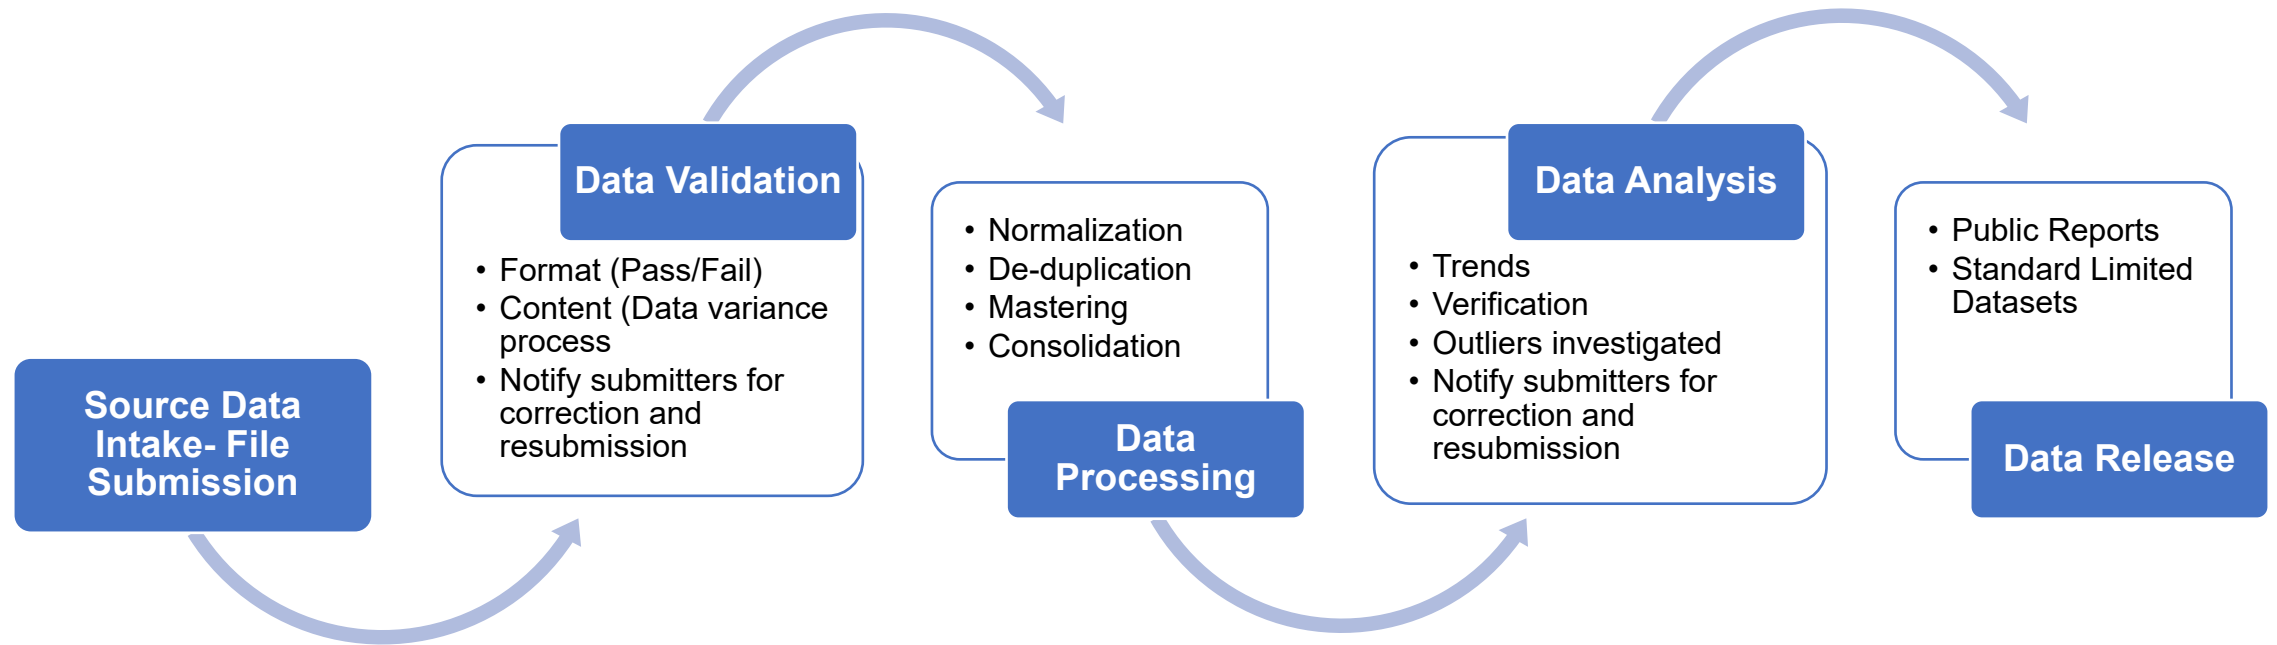 Source Data
Intake- File
Submission
Data Validation
• Format (Pass/Fail)
• Content (Data variance
process
• Notify submitters for
correction and
resubmission
• Normalization
• De-duplication
• Mastering
• Consolidation
Data
Processing
Data Analysis
• Trends
• Verification
• Outliers investigated
• Notify submitters for
correction and
resubmission
• Public Reports
• Standard Limited
Datasets
Data Release